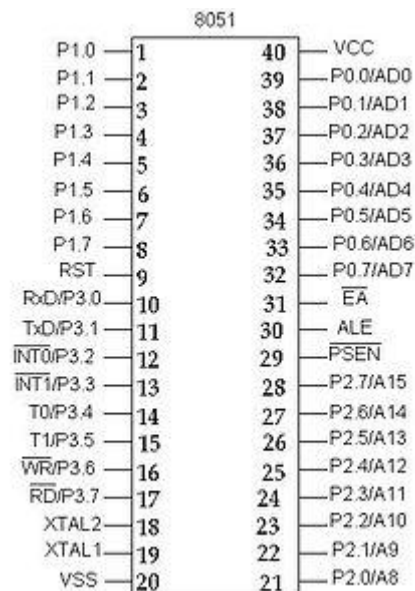 8051
P1.0 1 40 VCC
P1.1 2 39 P0.0/AD0
P1.2 3 38 P0.1/AD1
P1.3 4 37 P0.2/AD2
P1.4 5 36 P0.3/AD3
P1.5 6 35 P0.4/AD4
P1.6 7 34 P0.5/AD5
P1.7 8 33 P0.6/AD6
RST 9 32 P0.7/AD7
RxD/P3.0 10 31 E̅A̅
TxD/P3.1 11 30 ALE
I̅N̅T̅0̅/P3.2 12 29 P̅S̅E̅N̅
I̅N̅T̅1̅/P3.3 13 28 P2.7/A15
T0/P3.4 14 27 P2.6/A14
T1/P3.5 15 26 P2.5/A13
W̅R̅/P3.6 16 25 P2.4/A12
R̅D̅/P3.7 17 24 P2.3/A11
XTAL2 18 23 P2.2/A10
XTAL1 19 22 P2.1/A9
VSS 20 21 P2.0/A8